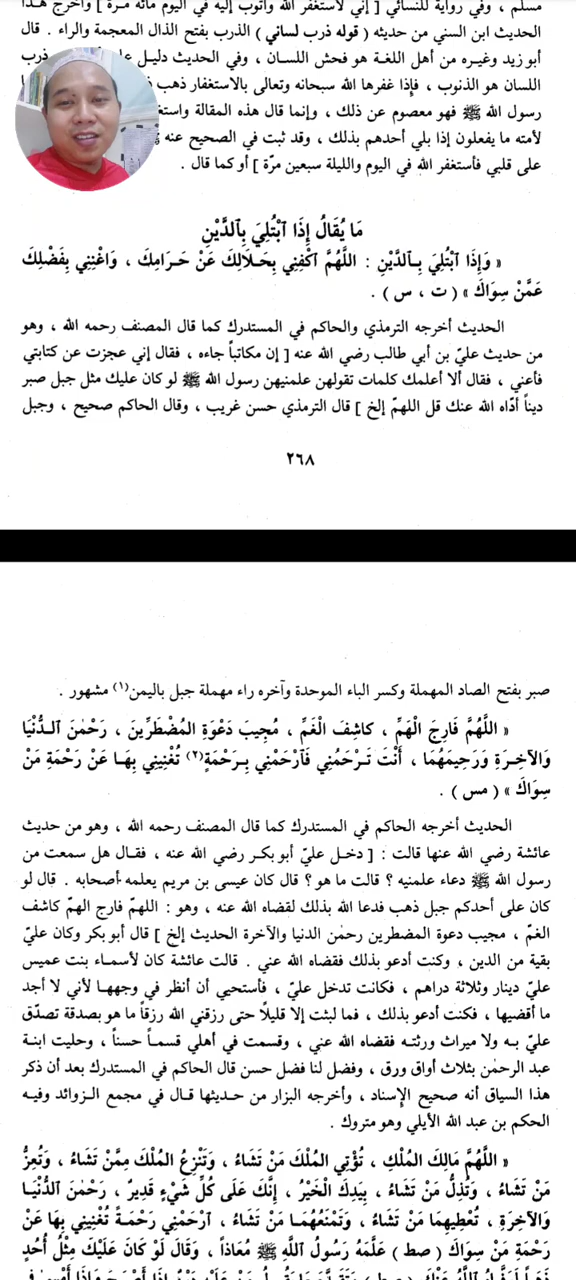 مسلم ، وفي رواية للنسائي [ إني لأستغفر الله وأتوب إليه في اليوم مائة مرة ] وأخرج هذا
الحديث ابن السني من حديثه ( قوله ذرب لساني ) الذرب بفتح الذال المعجمة والراء . قال
أبو زيد وغيره من أهل اللغة هو فحش اللسان ، وفي الحديث دليل ذرب
اللسان هو الذنوب ، فإذا غفرها الله سبحانه وتعالى بالاستغفار ذهب
رسول الله ﷺ فهو معصوم عن ذلك ، وإنما قال هذه المقالة
لأمته ما يفعلون إذا بلي أحدهم بذلك ، وقد ثبت في الصحيح عنه
على قلبي فأستغفر الله في اليوم والليلة سبعين مرّة ] أو كما قال .
مَا يُقَالُ إِذَا ٱبْتُلِيَ بِٱلدَّيْنِ
« وَإِذَا ٱبْتُلِيَ بِٱلدَّيْنِ : اللَّهُمَّ ٱكْفِنِي بِحَلَالِكَ عَنْ حَرَامِكَ ، وَاغْنِنِي بِفَضْلِكَ
عَمَّنْ سِوَاكَ » ( ت ، س ) .
الحديث أخرجه الترمذي والحاكم في المستدرك كما قال المصنف رحمه الله ، وهو
من حديث عليّ بن أبي طالب رضي الله عنه [ إن مكاتباً جاءه ، فقال إني عجزت عن كتابتي
فأعني ، فقال ألا أعلمك كلمات تقولهن علمنيهن رسول الله ﷺ لو كان عليك مثل جبل صبر
ديناً أدّاه الله عنك قل اللهمّ إلخ ] قال الترمذي حسن غريب ، وقال الحاكم صحيح ، وجبل
٢٦٨
صبر بفتح الصاد المهملة وكسر الباء الموحدة وآخره راء مهملة جبل باليمن(١) مشهور .
« اللَّهُمَّ فَارِجَ الْهَمِّ ، كَاشِفَ الْغَمِّ ، مُجِيبَ دَعْوَةِ المُضْطَرِّينَ ، رَحْمٰنَ الدُّنْيَا
وَالآخِرَةِ وَرَحِيمَهُمَا ، أَنْتَ تَرْحَمُنِي فَٱرْحَمْنِي بِرَحْمَةٍ(٢) تُغْنِينِي بِهَا عَنْ رَحْمَةِ مَنْ
سِوَاكَ » ( مس ) .
الحديث أخرجه الحاكم في المستدرك كما قال المصنف رحمه الله ، وهو من حديث
عائشة رضي الله عنها قالت : [ دخل عليّ أبو بكر رضي الله عنه ، فقال هل سمعت من
رسول الله ﷺ دعاء علمنيه ؟ قالت ما هو ؟ قال كان عيسى بن مريم يعلمه أصحابه . قال لو
كان على أحدكم جبل ذهب فدعا الله بذلك لقضاه الله عنه ، وهو : اللهمّ فارج الهمّ كاشف
الغمّ ، مجيب دعوة المضطرين رحمٰن الدنيا والآخرة الحديث إلخ ] قال أبو بكر وكان عليّ
بقية من الدين ، وكنت أدعو بذلك فقضاه الله عني . قالت عائشة كان لأسماء بنت عميس
عليّ دينار وثلاثة دراهم ، فكانت تدخل عليّ ، فأستحيي أن أنظر في وجهها لأني لا أجد
ما أقضيها ، فكنت أدعو بذلك ، فما لبثت إلا قليلاً حتى رزقني الله رزقاً ما هو بصدقة تصدّق
عليّ به ولا ميراث ورثته فقضاه الله عني ، وقسمت في أهلي قسماً حسناً ، وحليت ابنة
عبد الرحمٰن بثلاث أواق ورق ، وفضل لنا فضل حسن قال الحاكم في المستدرك بعد أن ذكر
هذا السياق أنه صحيح الإسناد ، وأخرجه البزار من حديثها قال في مجمع الزوائد وفيه
الحكم بن عبد الله الأيلي وهو متروك .
« اللَّهُمَّ مَالِكَ المُلْكِ ، تُؤْتِي المُلْكَ مَنْ تَشَاءُ ، وَتَنْزِعُ المُلْكَ مِمَّنْ تَشَاءُ ، وَتُعِزُّ
مَنْ تَشَاءُ ، وَتُذِلُّ مَنْ تَشَاءُ ، بِيَدِكَ الْخَيْرُ ، إِنَّكَ عَلَى كُلِّ شَيْءٍ قَدِيرٌ ، رَحْمٰنَ الدُّنْيَا
وَالآخِرَةِ ، تُعْطِيهِمَا مَنْ تَشَاءُ ، وَتَمْنَعُهُمَا مَنْ تَشَاءُ ، ٱرْحَمْنِي رَحْمَةً تُغْنِينِي بِهَا عَنْ
رَحْمَةِ مَنْ سِوَاكَ ( صط ) عَلَّمَهُ رَسُولُ اللَّهِ ﷺ مُعَاذاً ، وَقَالَ لَوْ كَانَ عَلَيْكَ مِثْلُ أُحُدٍ